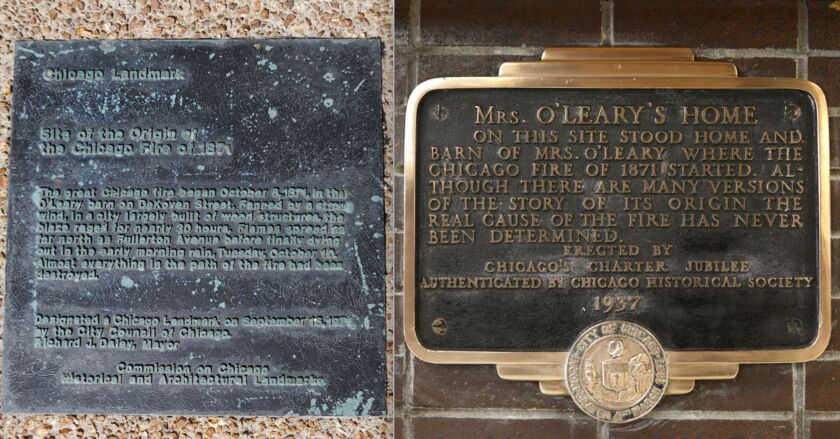 Chicago Landmark
Site of the Origin of
the Chicago Fire of 1871
The great Chicago fire began October 8, 1871, in the
O'Leary barn on DeKoven Street. Fanned by a strong
wind, in a city largely built of wood structures, the
blaze raged for nearly 30 hours. Flames spread as
far north as Fullerton Avenue before finally dying
out in the early morning rain, Tuesday, October 10.
Almost everything in the path of the fire had been
destroyed.
Designated a Chicago Landmark on September 15,
by the City Council of Chicago.
Richard J. Daley, Mayor
Commission on Chicago
Historical and Architectural Landmarks
MRS. O'LEARY'S HOME
ON THIS SITE STOOD HOME AND
BARN OF MRS. O'LEARY WHERE THE
CHICAGO FIRE OF 1871 STARTED. AL-
THOUGH THERE ARE MANY VERSIONS
OF THE STORY OF ITS ORIGIN THE
REAL CAUSE OF THE FIRE HAS NEVER
BEEN DETERMINED.
ERECTED BY
CHICAGO'S CHARTER JUBILEE
AUTHENTICATED BY CHICAGO HISTORICAL SOCIETY
1937
CITY OF CHICAGO